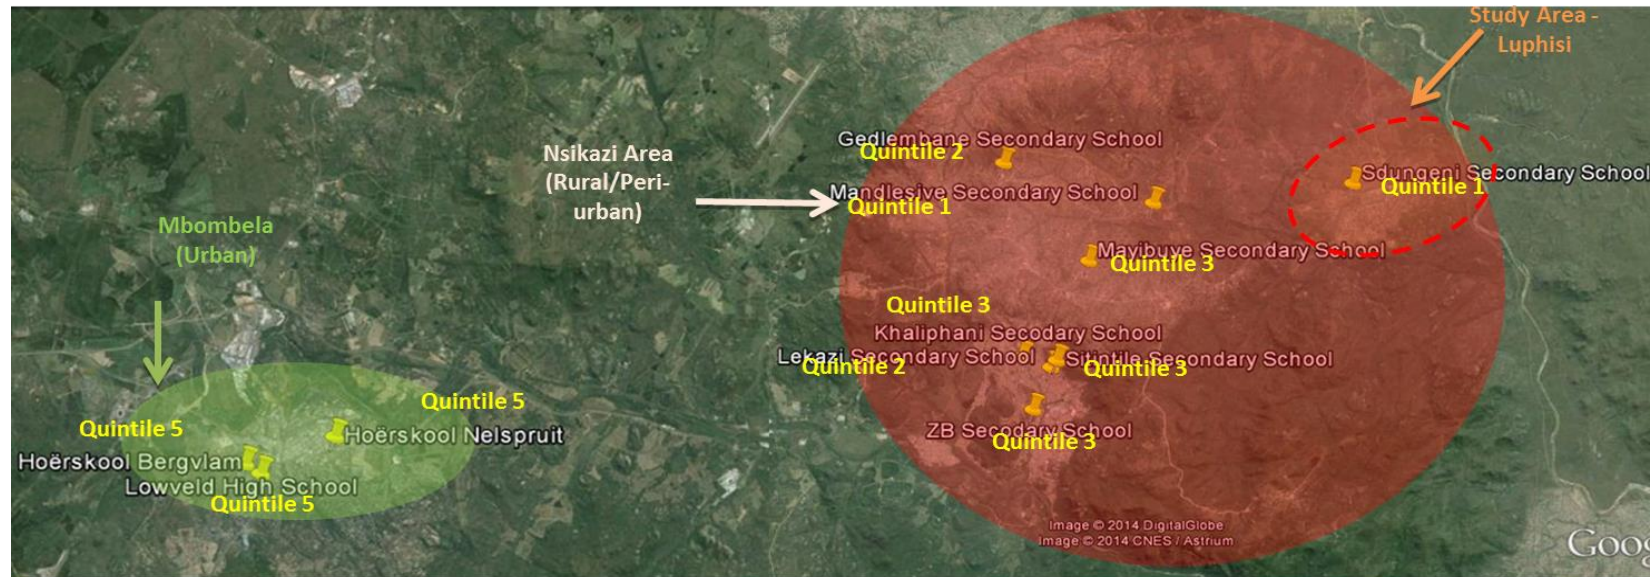 Study Area -
Luphisi
Gedlembane Secondary School
Quintile 2
Nsikazi Area
(Rural/Peri-
urban)
Sdungeni Secondary School
Quintile 1
Mandlesive Secondary School
Quintile 1
Mbombela
(Urban)
Mayibuye Secondary School
Quintile 3
Quintile 3
Khaliphani Secodary School
Lekazi Secondary School
Quintile 2
Sitintile Secondary School
Quintile 3
Quintile 5
Quintile 5
Hoërskool Nelspruit
ZB Secodary School
Quintile 3
Hoërskool Bergvlam
Lowveld High School
Quintile 5
Image © 2014 DigitalGlobe
Image © 2014 CNES / Astrium
Goog